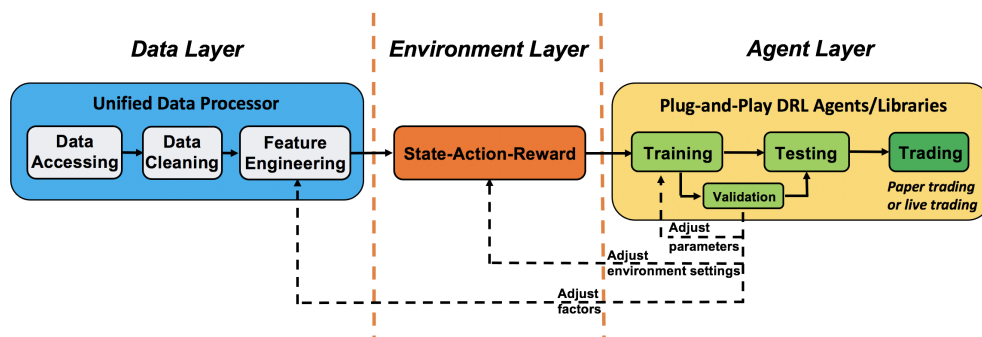 Data Layer
Environment Layer
Agent Layer
Unified Data Processor
Plug-and-Play DRL Agents/Libraries
Data
Accessing
Data
Cleaning
Feature
Engineering
State-Action-Reward
Training
Testing
Trading
Validation
Paper trading
or live trading
Adjust
parameters
Adjust
environment settings
Adjust
factors